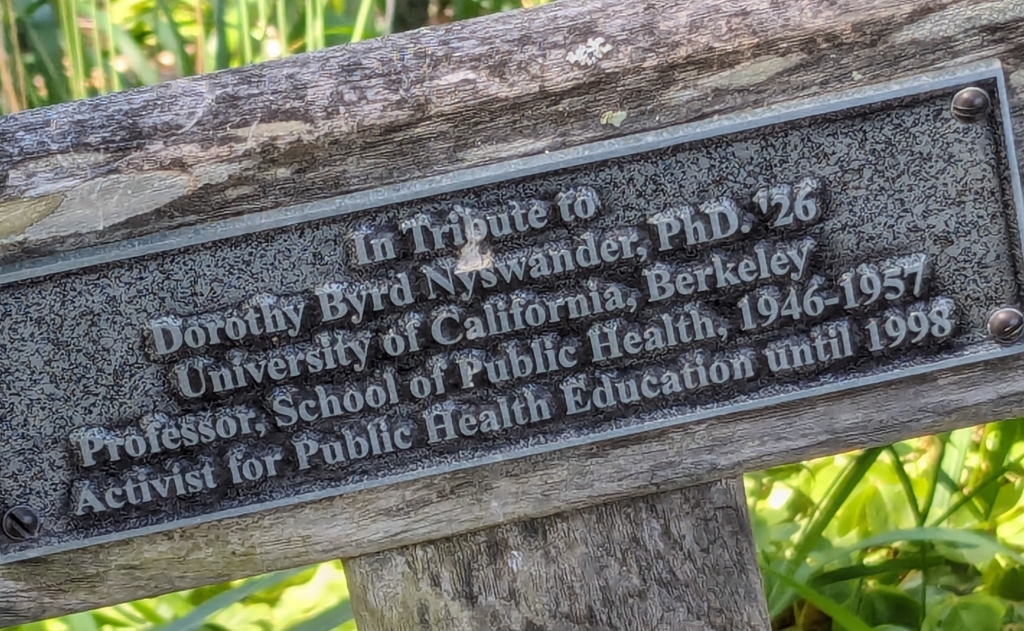 In Tribute to
Dorothy Byrd Nyswander, PhD. '26
University of California, Berkeley
Professor, School of Public Health, 1946-1957
Activist for Public Health Education until 1998